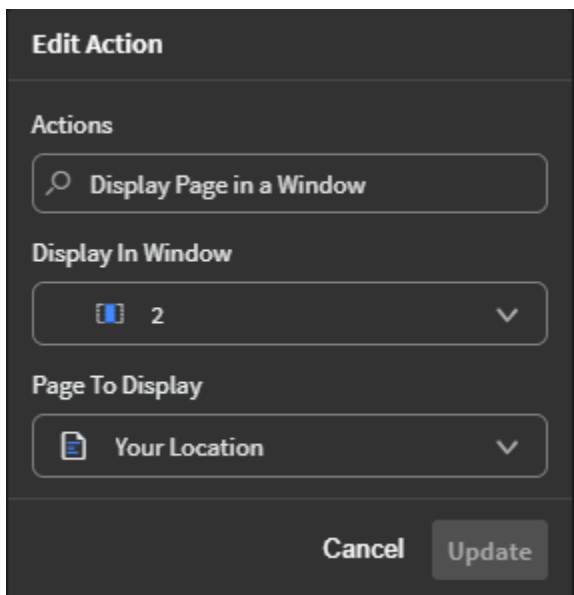 Edit Action
Actions
Display Page in a Window
Display In Window
2
Page To Display
Your Location
Cancel Update